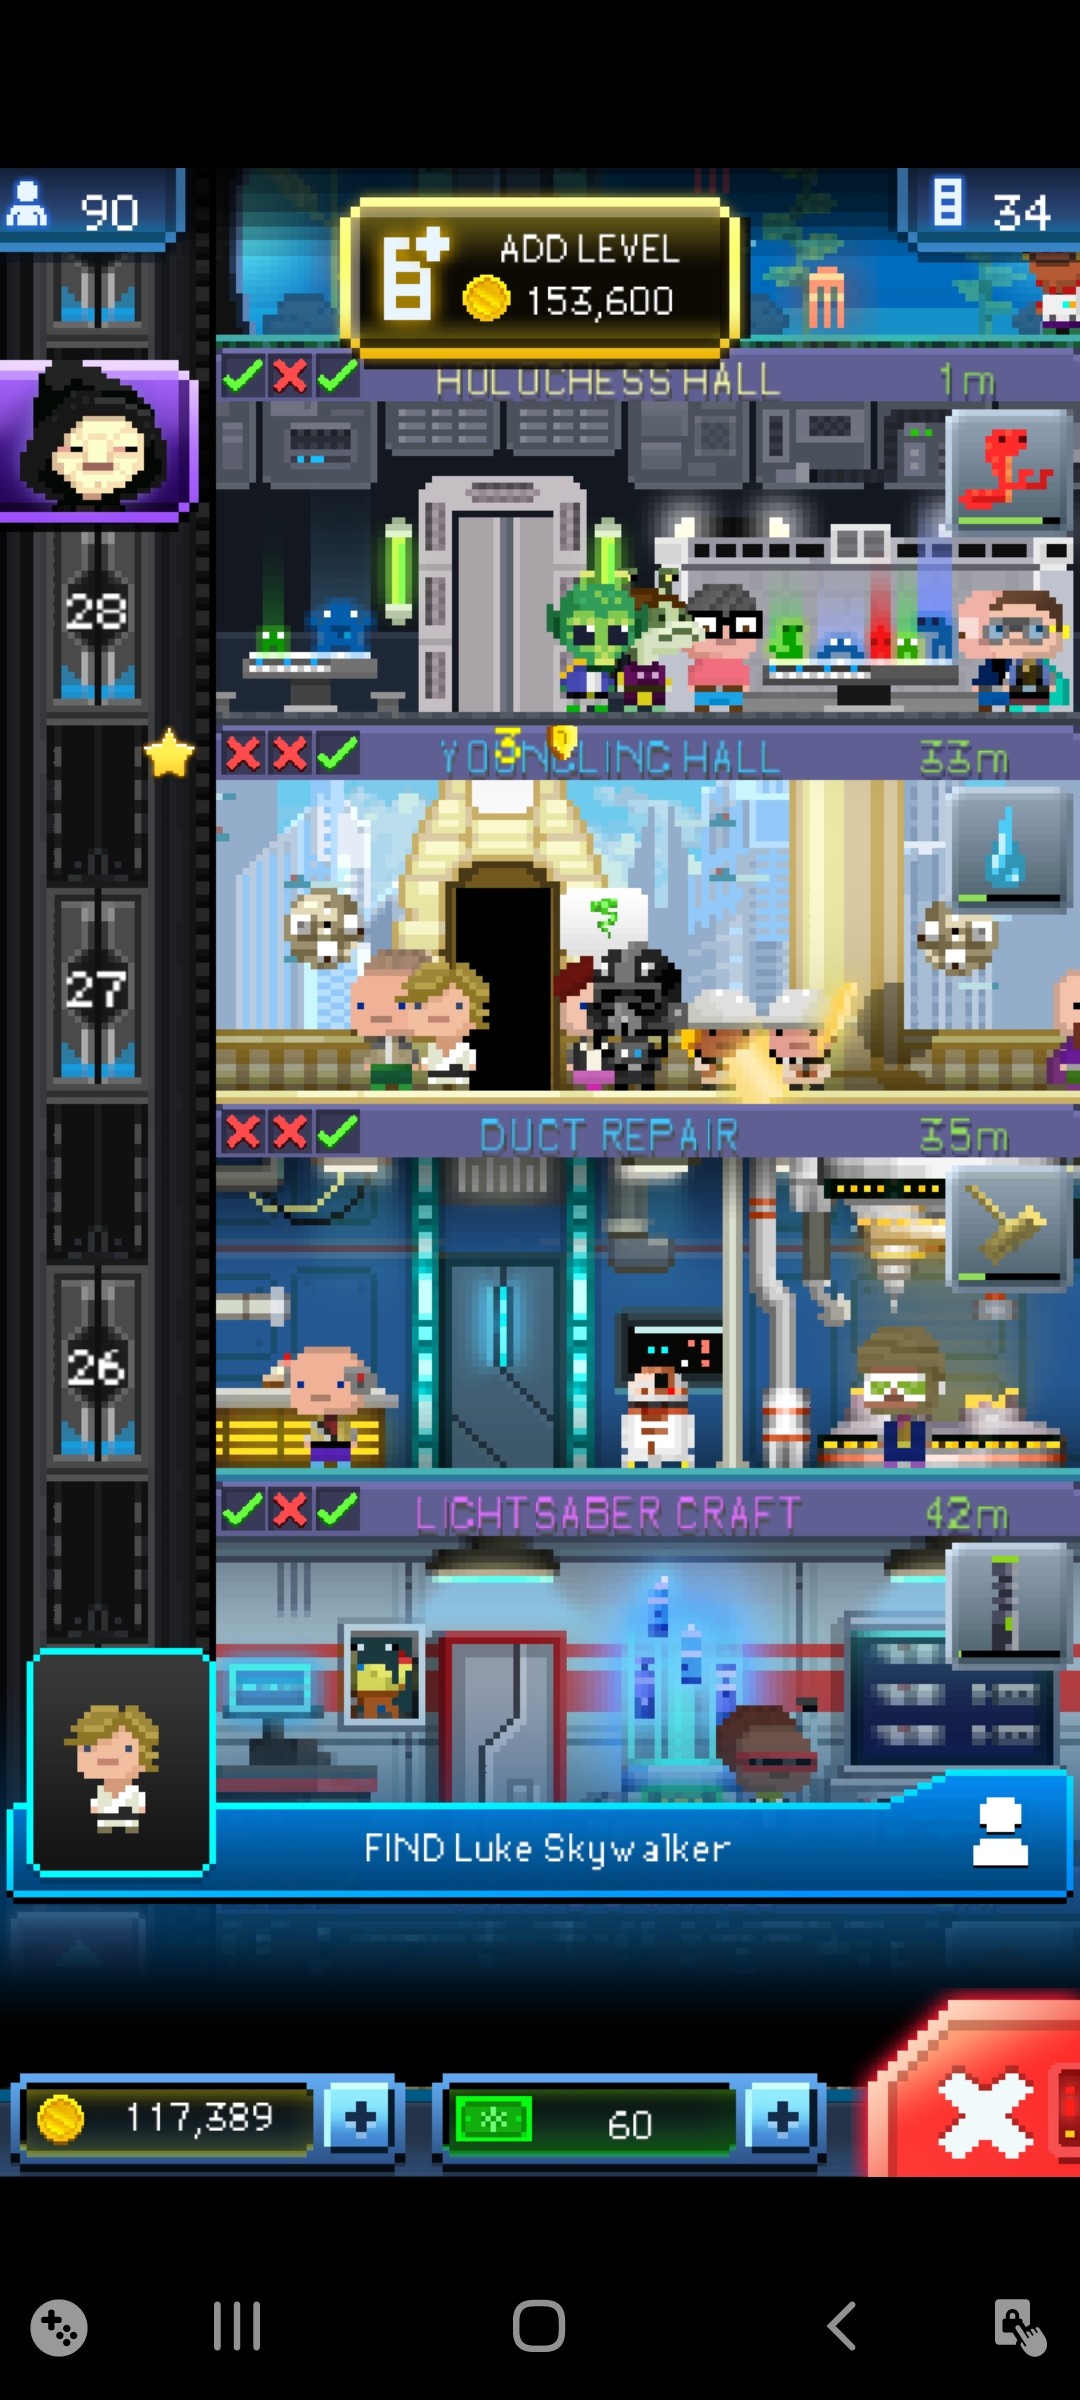 90
ADD LEVEL
153,600
34
HOLOCHESS HALL
1m
28
3
YOUNGLING HALL
33m
27
DUCT REPAIR
35m
26
LIGHTSABER CRAFT
42m
FIND Luke Skywalker
117,389
60